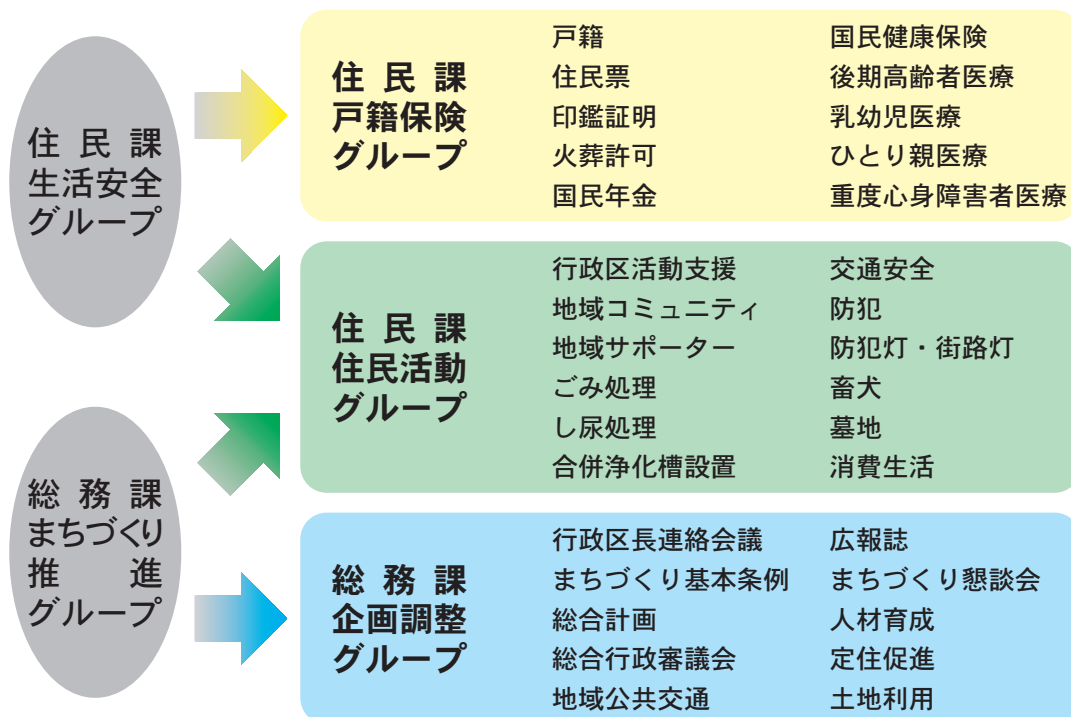 住民課
生活安全
グループ
総務課
まちづくり
推進
グループ
住民課
戸籍保険
グループ
戸籍
住民票
印鑑証明
火葬許可
国民年金
国民健康保険
後期高齢者医療
乳幼児医療
ひとり親医療
重度心身障害者医療
住民課
住民活動
グループ
行政区活動支援
地域コミュニティ
地域サポーター
ごみ処理
し尿処理
合併浄化槽設置
交通安全
防犯
防犯灯・街路灯
畜犬
墓地
消費生活
総務課
企画調整
グループ
行政区長連絡会議
まちづくり基本条例
総合計画
総合行政審議会
地域公共交通
広報誌
まちづくり懇談会
人材育成
定住促進
土地利用